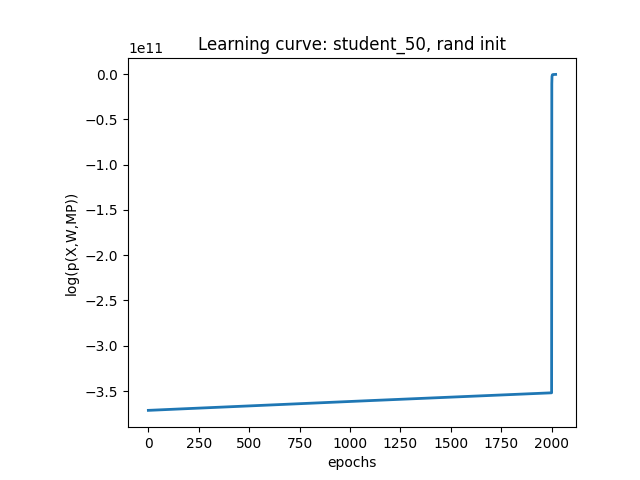 Learning curve: student_50, rand init
1e11
0.0
−0.5
−1.0
−1.5
−2.0
−2.5
−3.0
−3.5
log(p(X,W,MP))
0 250 500 750 1000 1250 1500 1750 2000
epochs